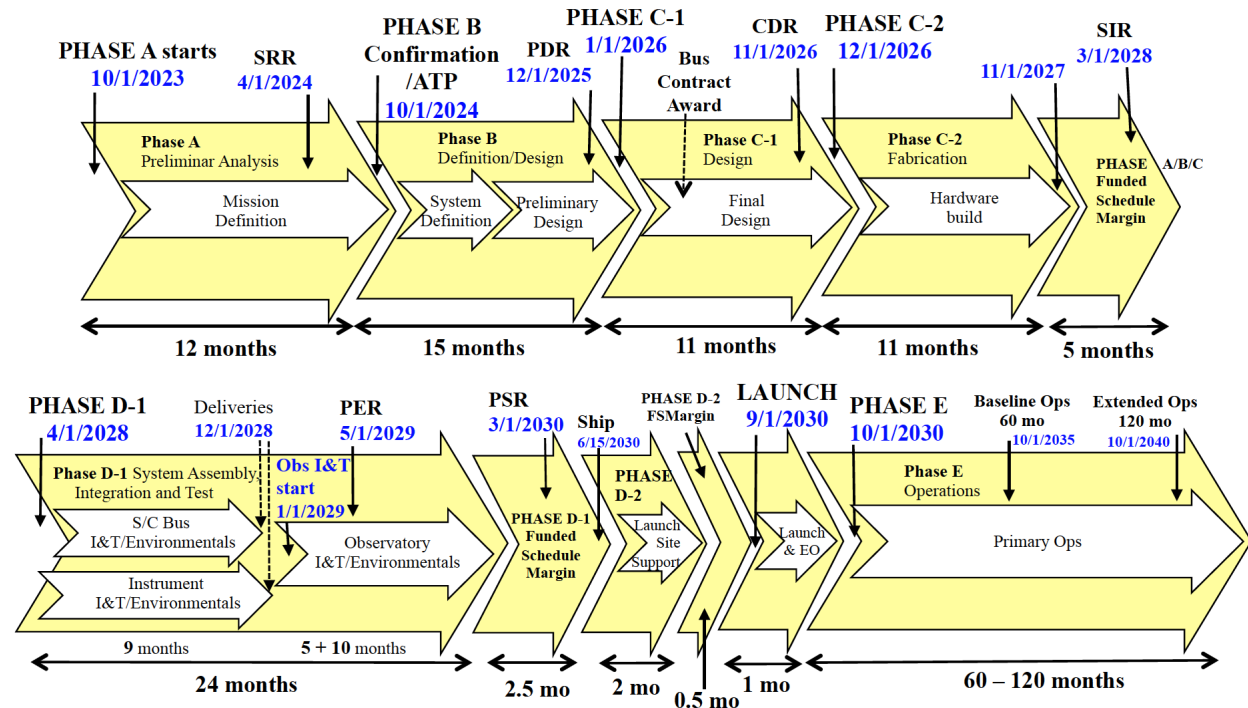 PHASE A starts
10/1/2023
SRR
4/1/2024
PHASE B
Confirmation
/ATP
10/1/2024
PDR
12/1/2025
PHASE C-1
1/1/2026
Bus
Contract
Award
CDR
11/1/2026
PHASE C-2
12/1/2026
11/1/2027
SIR
3/1/2028
Phase A
Preliminar Analysis
Mission
Definition
Phase B
Definition/Design
System
Definition
Preliminary
Design
Phase C-1
Design
Final
Design
Phase C-2
Fabrication
Hardware
build
PHASE A/B/C
Funded
Schedule
Margin
12 months
15 months
11 months
11 months
5 months
PHASE D-1
4/1/2028
Deliveries
12/1/2028
PER
5/1/2029
PSR
3/1/2030
Ship
6/15/2030
PHASE D-2
FSMargin
LAUNCH
9/1/2030
PHASE E
10/1/2030
Baseline Ops
60 mo
10/1/2035
Extended Ops
120 mo
10/1/2040
Phase D-1 System Assembly,
Integration and Test
Obs I&T
start
1/1/2029
S/C Bus
I&T/Environmentals
Instrument
I&T/Environmentals
Observatory
I&T/Environmentals
PHASE D-1
Funded
Schedule
Margin
PHASE
D-2
Launch
Site
Support
Launch
& EO
Phase E
Operations
Primary Ops
9 months
5 + 10 months
24 months
2.5 mo
2 mo
0.5 mo
1 mo
60 – 120 months